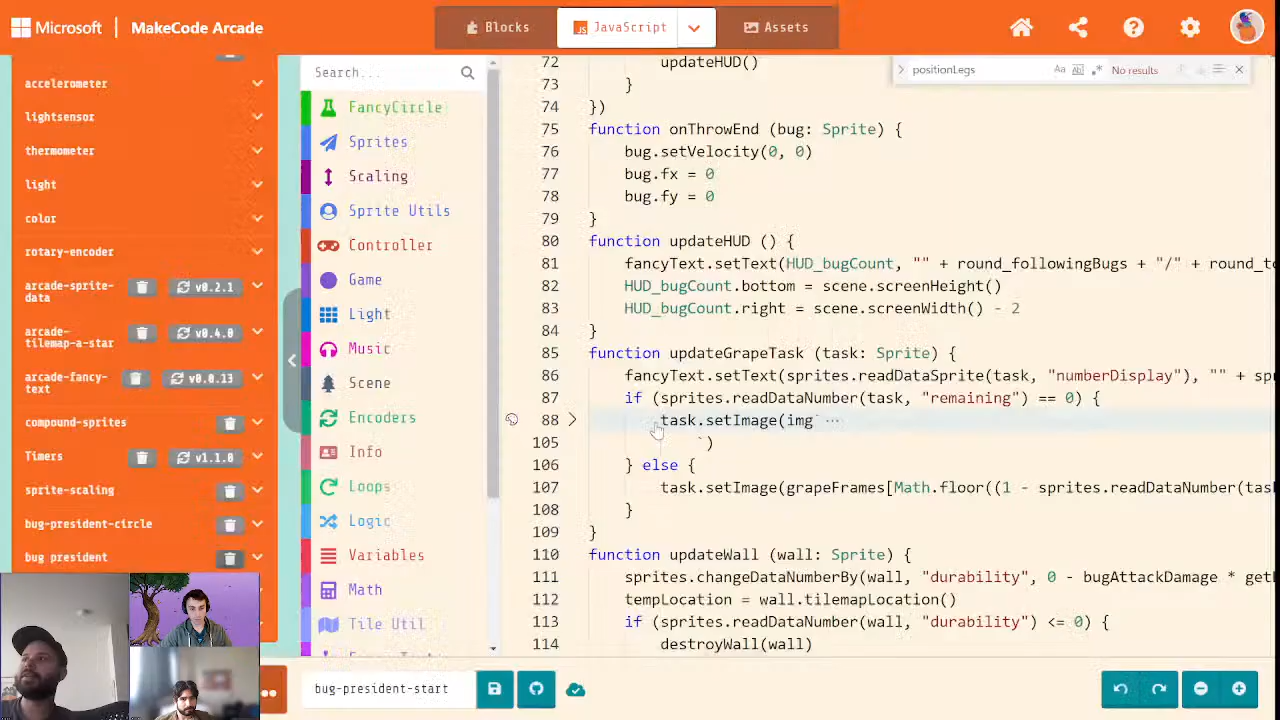 Microsoft | MakeCode Arcade
Blocks
JS JavaScript
Assets
accelerometer
lightsensor
thermometer
light
color
rotary-encoder
arcade-sprite-
data
v0.2.1
arcade-
tilemap-a-star
v0.4.0
arcade-fancy-
text
v0.0.13
compound-sprites
Timers
v1.1.0
sprite-scaling
bug-president-circle
bug president
Search...
FancyCircle
Sprites
Scaling
Sprite Utils
Controller
Game
Light
Music
Scene
Encoders
Info
Loops
Logic
Variables
Math
Tile Util
positionLegs
Aa
No results
72 updateHUD()
73 }
74 })
75 function onThrowEnd (bug: Sprite) {
76 bug.setVelocity(0, 0)
77 bug.fx = 0
78 bug.fy = 0
79 }
80 function updateHUD () {
81 fancyText.setText(HUD_bugCount, "" + round_followingBugs + "/" + round_to
82 HUD_bugCount.bottom = scene.screenHeight()
83 HUD_bugCount.right = scene.screenWidth() - 2
84 }
85 function updateGrapeTask (task: Sprite) {
86 fancyText.setText(sprites.readDataSprite(task, "numberDisplay"), "" + spr
87 if (sprites.readDataNumber(task, "remaining") == 0) {
88 task.setImage(img` ···
105 `)
106 } else {
107 task.setImage(grapeFrames[Math.floor((1 - sprites.readDataNumber(task
108 }
109 }
110 function updateWall (wall: Sprite) {
111 sprites.changeDataNumberBy(wall, "durability", 0 - bugAttackDamage * getB
112 tempLocation = wall.tilemapLocation()
113 if (sprites.readDataNumber(wall, "durability") <= 0) {
114 destroyWall(wall)
bug-president-start